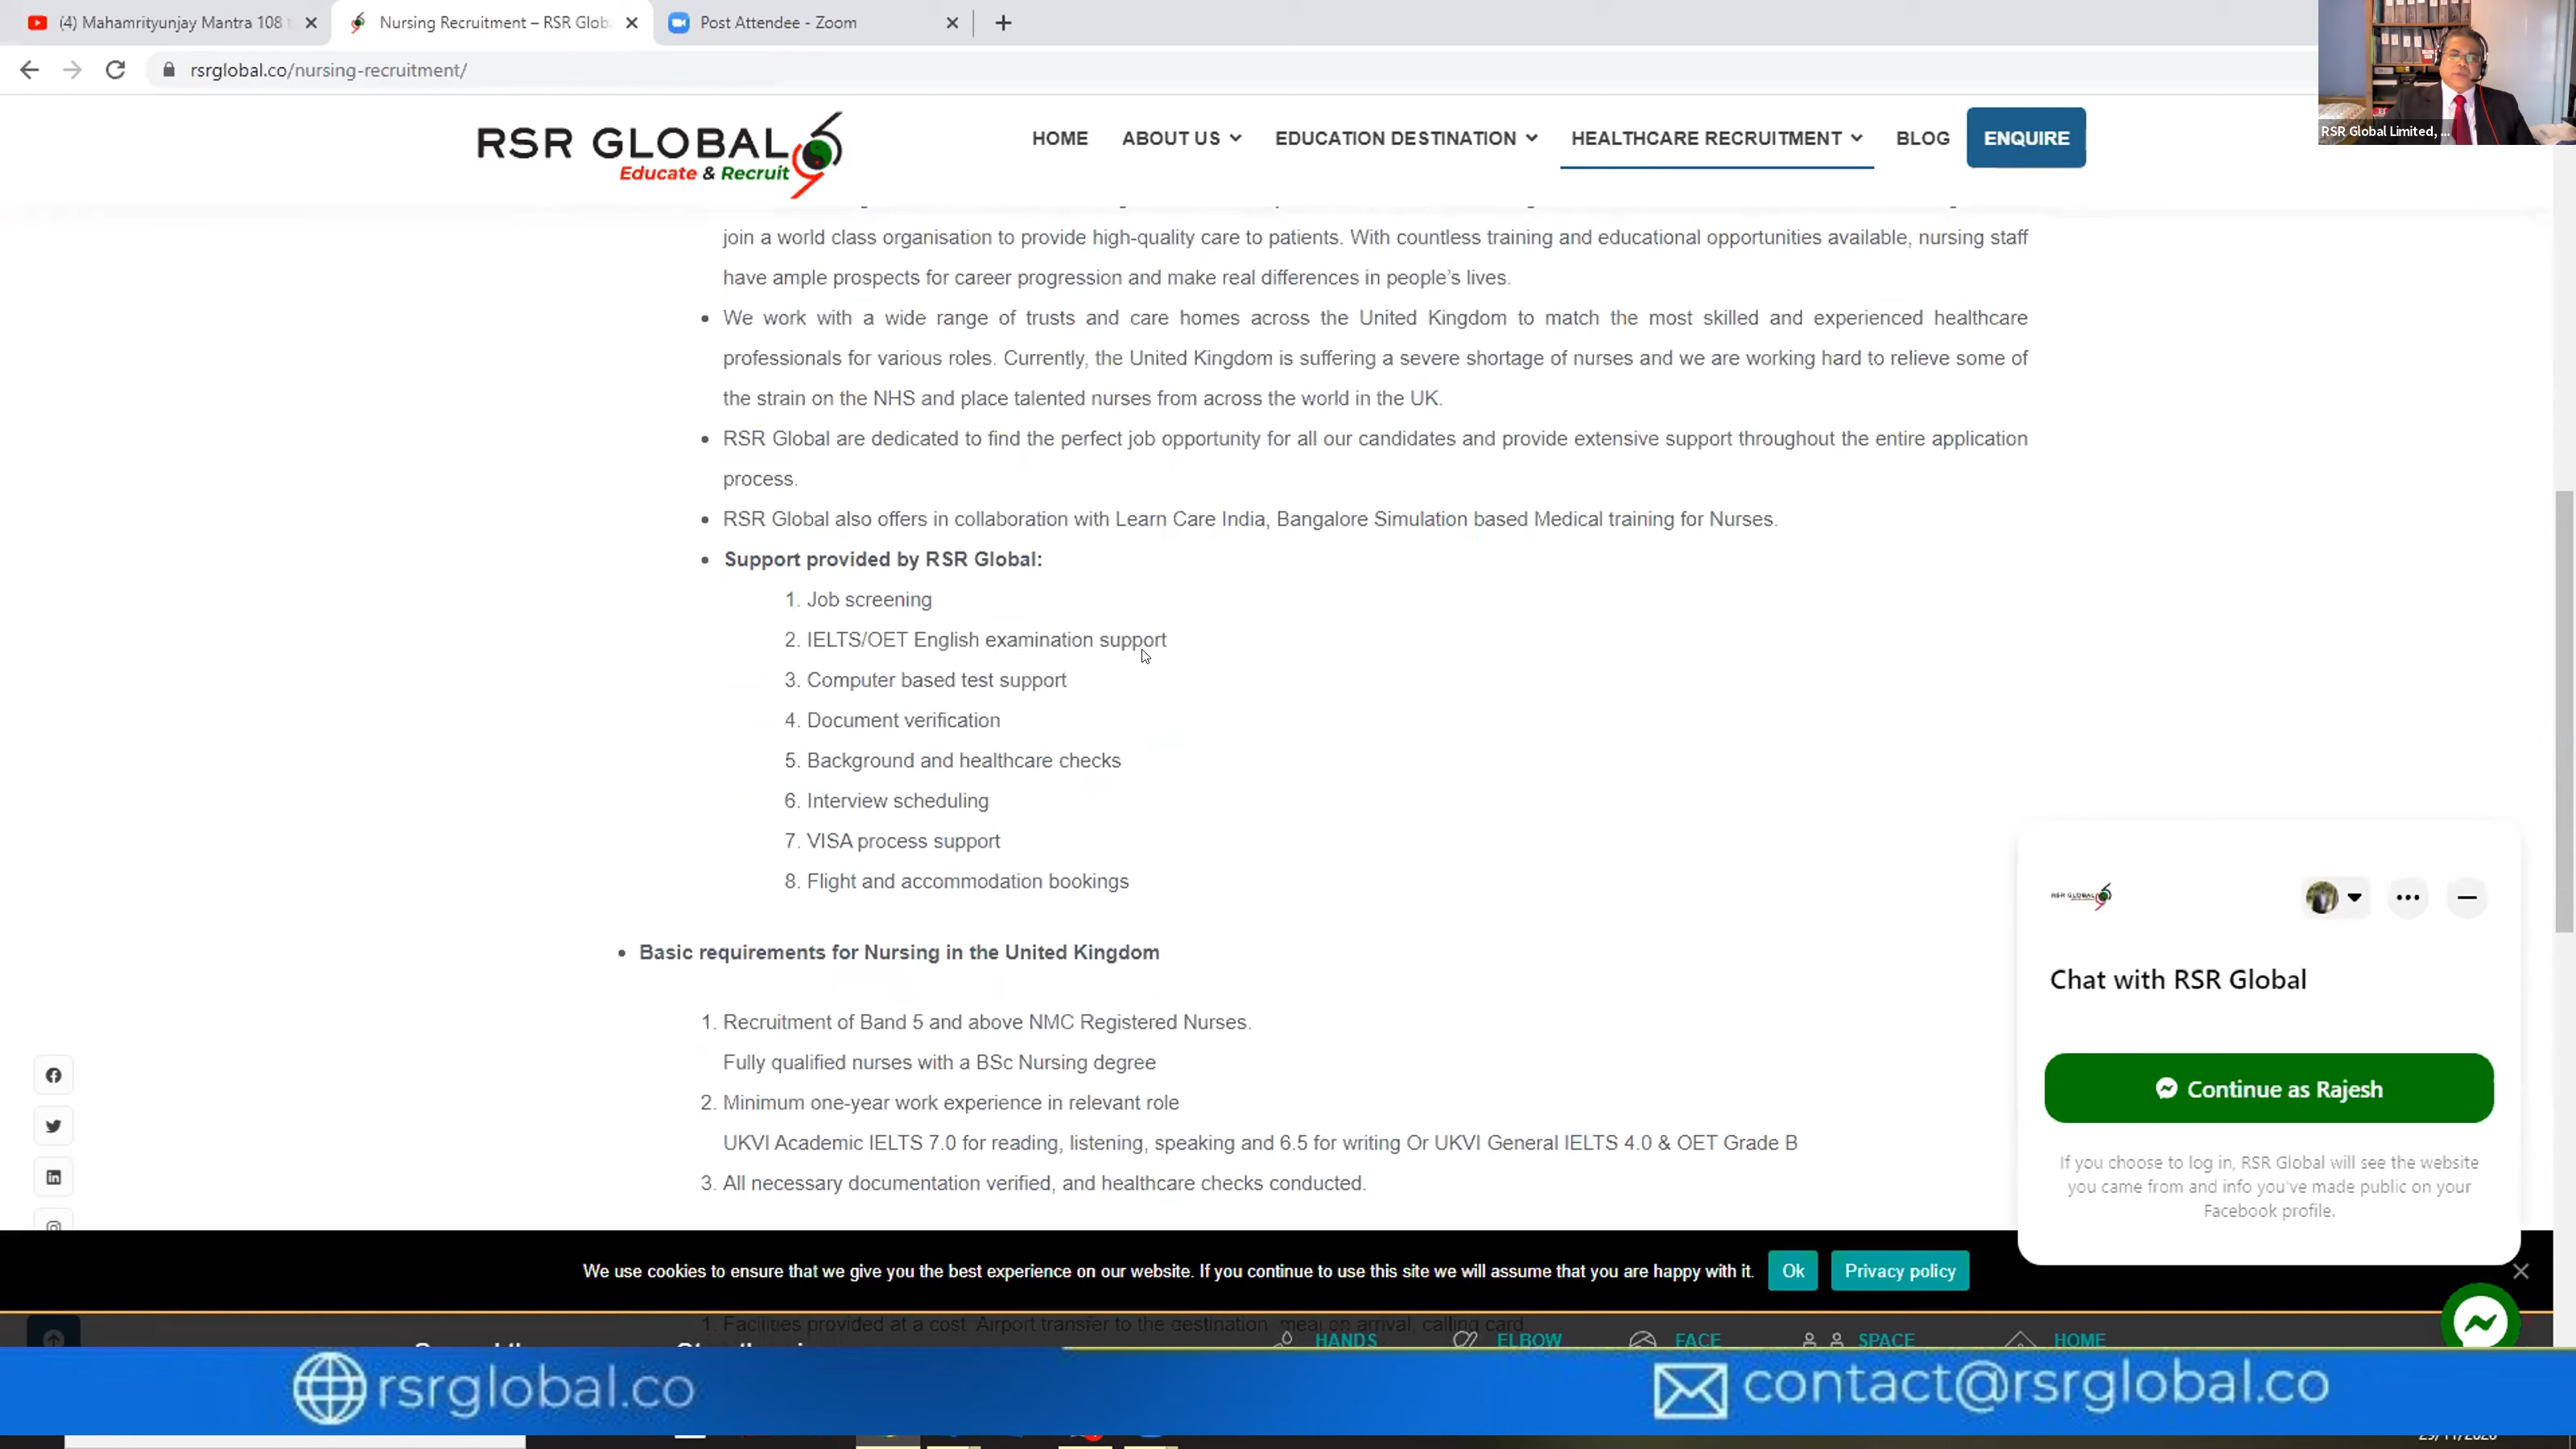 (4) Mahamrityunjay Mantra 108 t
Nursing Recruitment – RSR Glob
Post Attendee - Zoom
rsrglobal.co/nursing-recruitment/
RSR GLOBAL
Educate & Recruit
HOME
ABOUT US
EDUCATION DESTINATION
HEALTHCARE RECRUITMENT
BLOG
ENQUIRE
RSR Global Limited, ...
join a world class organisation to provide high-quality care to patients. With countless training and educational opportunities available, nursing staff
have ample prospects for career progression and make real differences in people’s lives.
We work with a wide range of trusts and care homes across the United Kingdom to match the most skilled and experienced healthcare
professionals for various roles. Currently, the United Kingdom is suffering a severe shortage of nurses and we are working hard to relieve some of
the strain on the NHS and place talented nurses from across the world in the UK.
RSR Global are dedicated to find the perfect job opportunity for all our candidates and provide extensive support throughout the entire application
process.
RSR Global also offers in collaboration with Learn Care India, Bangalore Simulation based Medical training for Nurses.
Support provided by RSR Global:
1. Job screening
2. IELTS/OET English examination support
3. Computer based test support
4. Document verification
5. Background and healthcare checks
6. Interview scheduling
7. VISA process support
8. Flight and accommodation bookings
Basic requirements for Nursing in the United Kingdom
1. Recruitment of Band 5 and above NMC Registered Nurses.
Fully qualified nurses with a BSc Nursing degree
2. Minimum one-year work experience in relevant role
UKVI Academic IELTS 7.0 for reading, listening, speaking and 6.5 for writing Or UKVI General IELTS 4.0 & OET Grade B
3. All necessary documentation verified, and healthcare checks conducted.
RSR GLOBAL
Chat with RSR Global
Continue as Rajesh
If you choose to log in, RSR Global will see the website
you came from and info you've made public on your
Facebook profile.
We use cookies to ensure that we give you the best experience on our website. If you continue to use this site we will assume that you are happy with it.
Ok
Privacy policy
1. Facilities provided at a cost Airport transfer to the destination, meal on arrival, calling card
HANDS
ELBOW
FACE
SPACE
HOME
rsrglobal.co
contact@rsrglobal.co